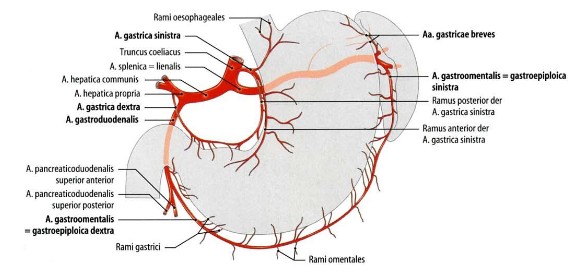 Rami oesophageales
A. gastrica sinistra
Truncus coeliacus
A. splenica = lienalis
A. hepatica communis
A. hepatica propria
A. gastrica dextra
A. gastroduodenalis
A. pancreaticoduodenalis
superior anterior
A. pancreaticoduodenalis
superior posterior
A. gastroomentalis
= gastroepiploica dextra
Rami gastrici
Rami omentales
Aa. gastricae breves
A. gastroomentalis = gastroepiploica
sinistra
Ramus posterior der
A. gastrica sinistra
Ramus anterior der
A. gastrica sinistra